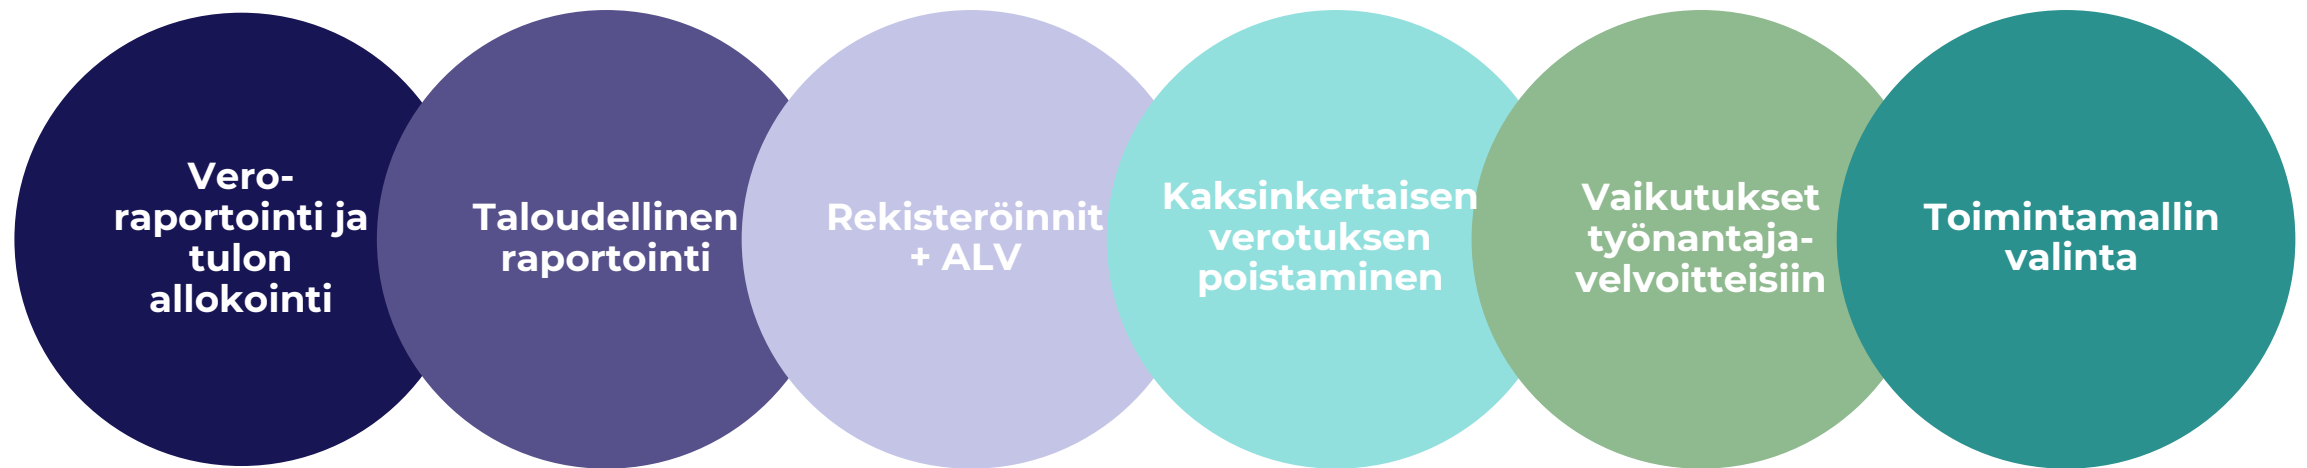 Vero-
raportointi ja
tulon
allokointi
Taloudellinen
raportointi
Rekisteröinnit
+ ALV
Kaksinkertaisen
verotuksen
poistaminen
Vaikutukset
työnantaja-
velvoitteisiin
Toimintamallin
valinta